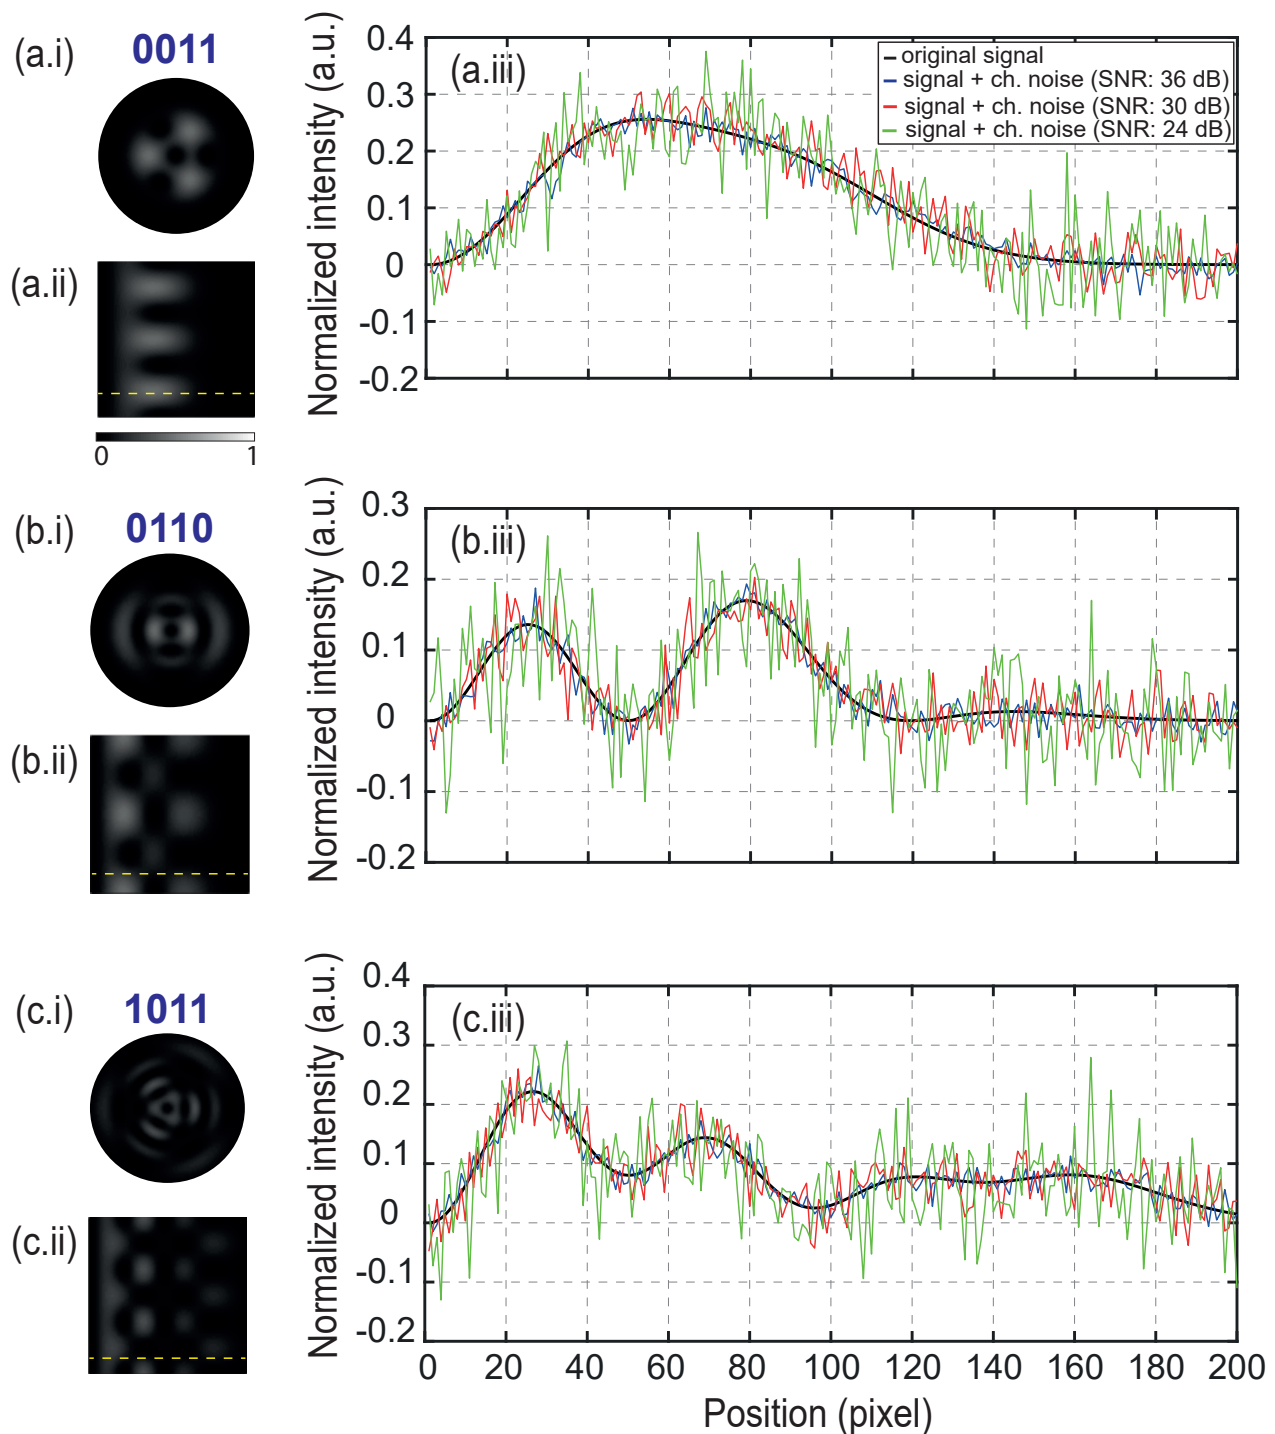 (a.i)
0011
(a.ii)
0 1
(a.iii)
original signal
signal + ch. noise (SNR: 36 dB)
signal + ch. noise (SNR: 30 dB)
signal + ch. noise (SNR: 24 dB)
Normalized intensity (a.u.)
0.4
0.3
0.2
0.1
0
-0.1
-0.2
(b.i)
0110
(b.ii)
(b.iii)
Normalized intensity (a.u.)
0.3
0.2
0.1
0
-0.1
-0.2
(c.i)
1011
(c.ii)
(c.iii)
Normalized intensity (a.u.)
0.4
0.3
0.2
0.1
0
-0.1
-0.2
0 20 40 60 80 100 120 140 160 180 200
Position (pixel)